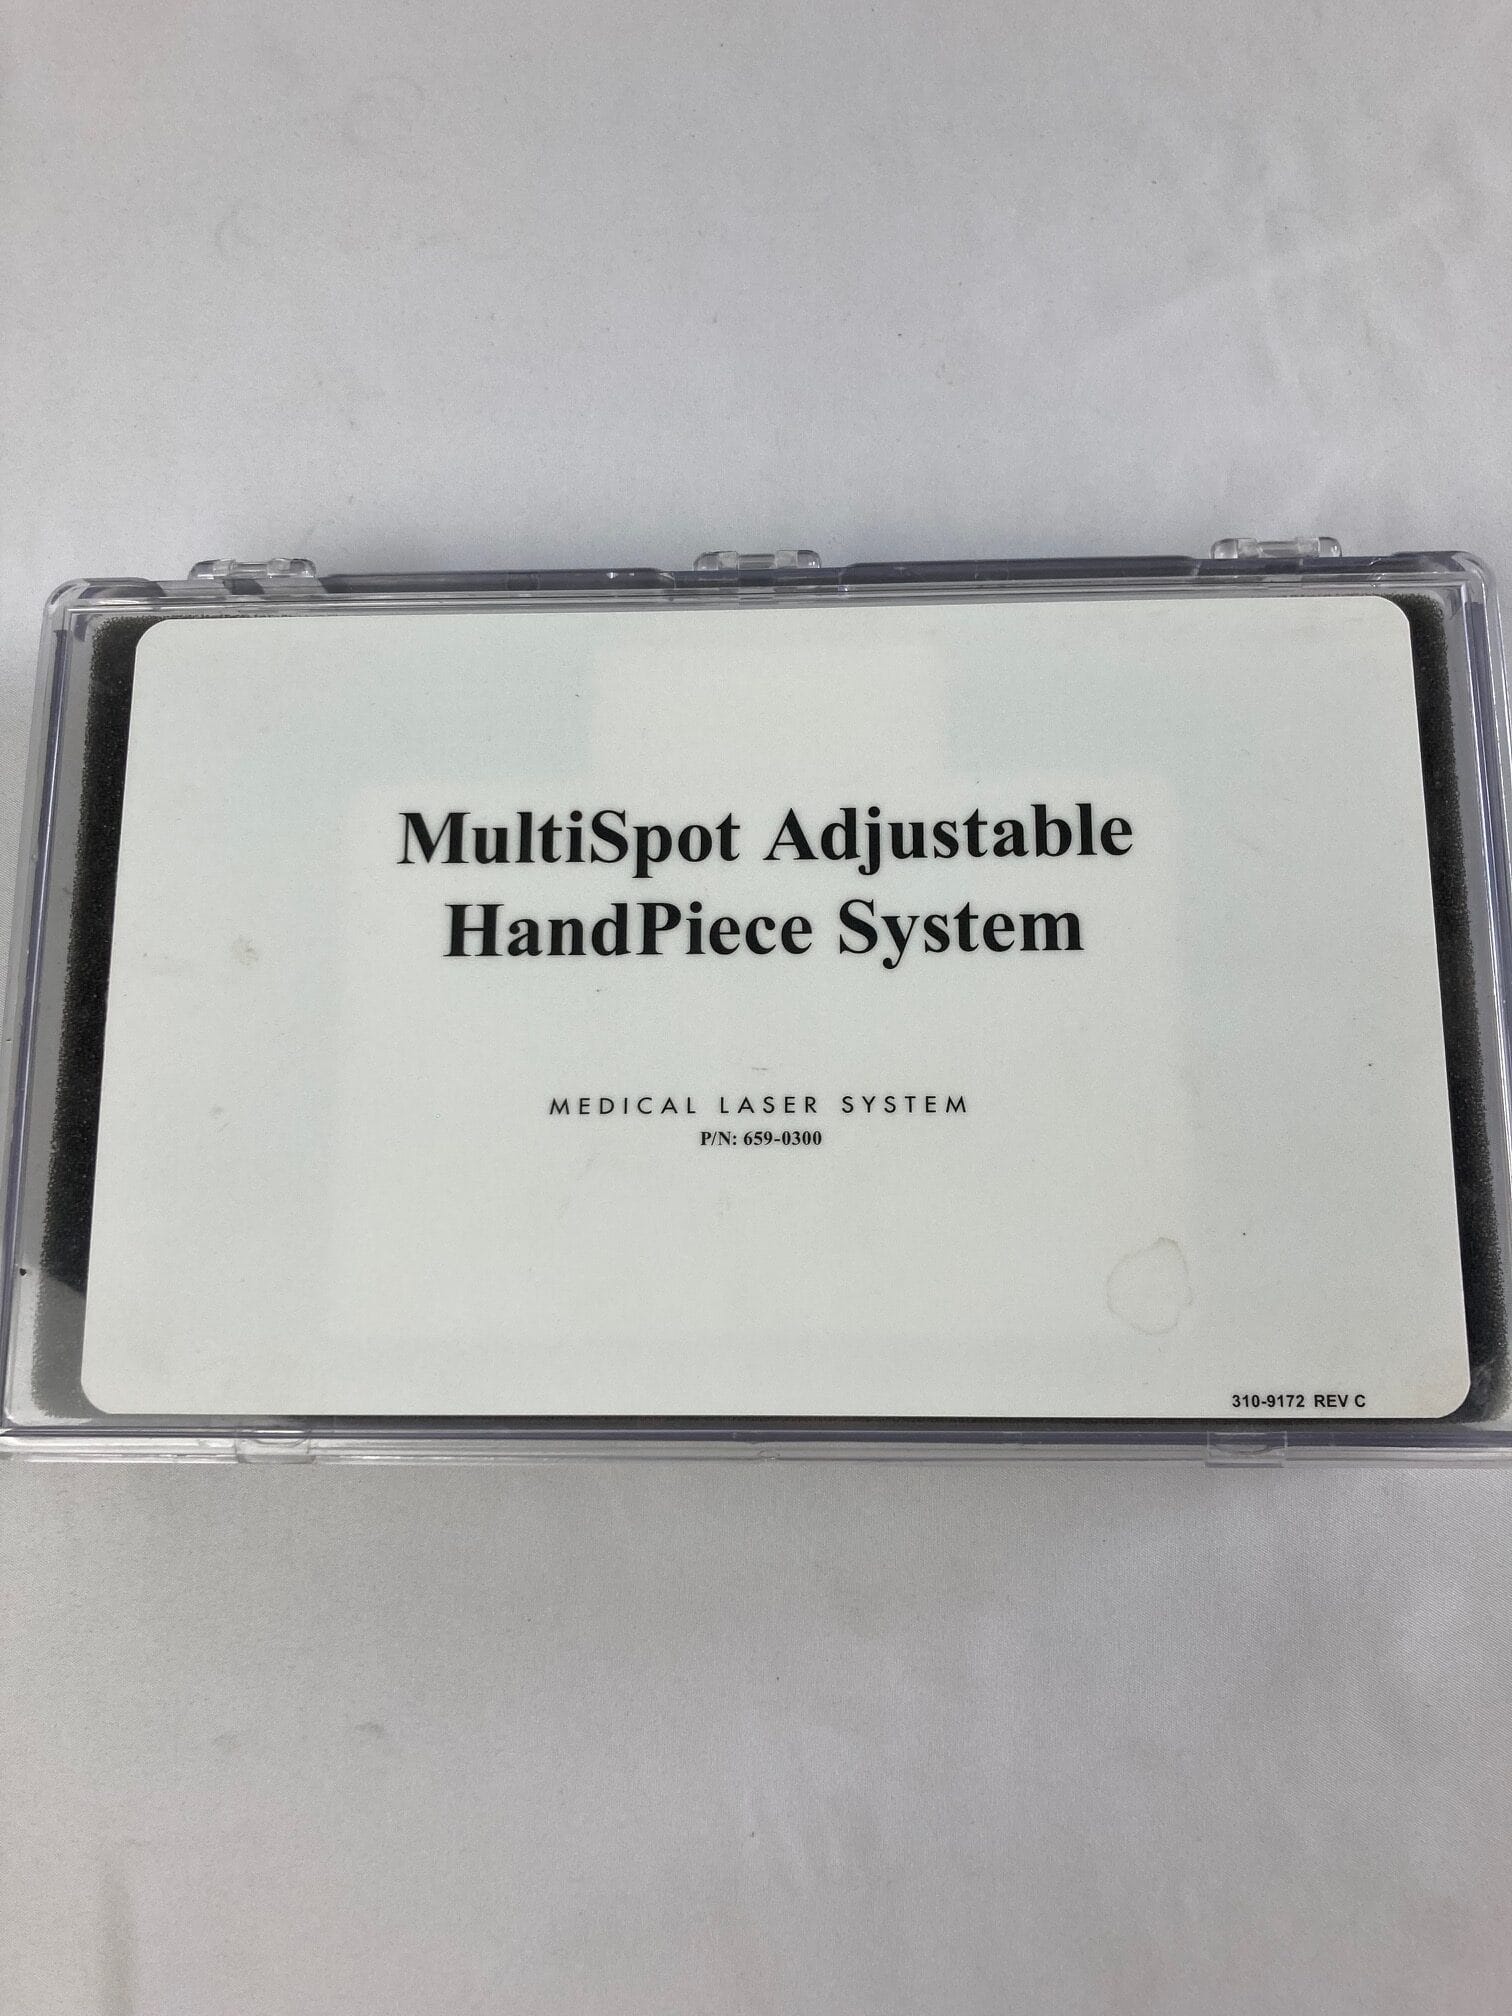 MultiSpot Adjustable
HandPiece System
MEDICAL LASER SYSTEM
P/N: 659-0300
310-9172 REV C